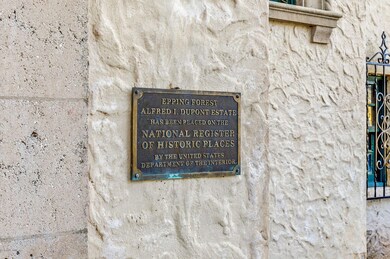 EPPING FOREST
ALFRED I. DUPONT ESTATE
HAS BEEN PLACED ON THE
NATIONAL REGISTER
OF HISTORIC PLACES
BY THE UNITED STATES
DEPARTMENT OF THE INTERIOR